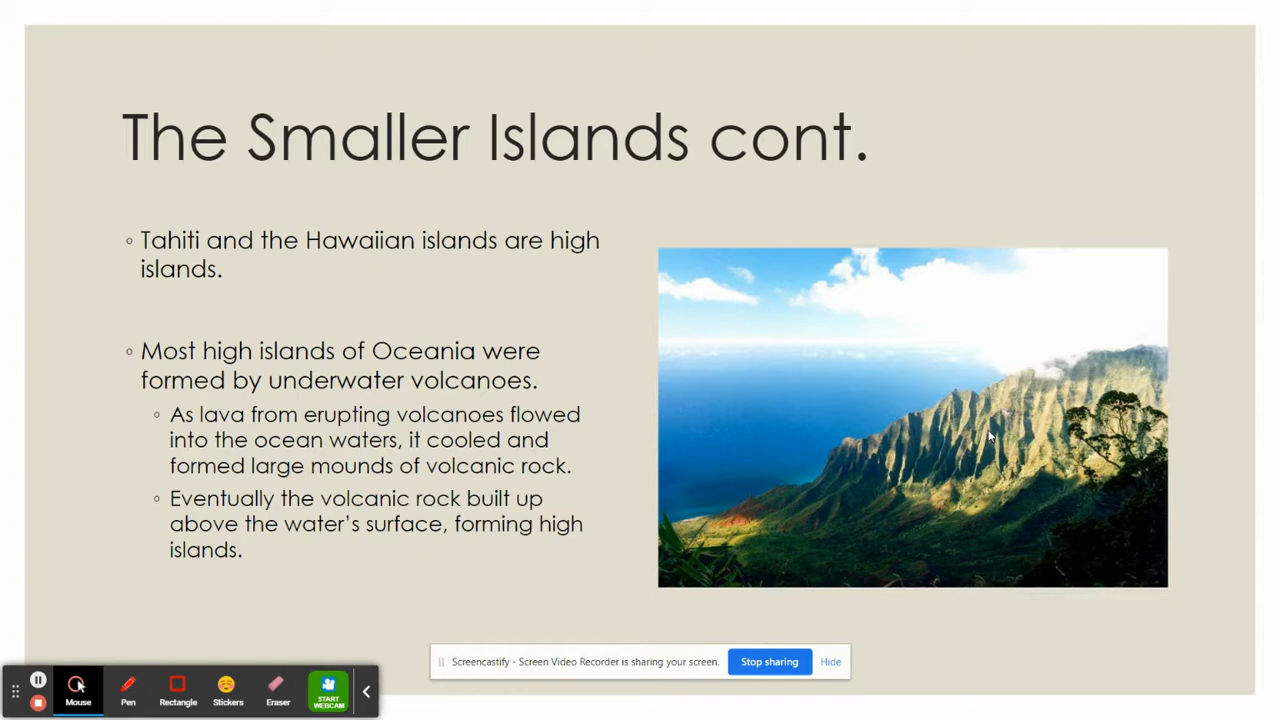 The Smaller Islands cont.
◦ Tahiti and the Hawaiian islands are high
islands.
◦ Most high islands of Oceania were
formed by underwater volcanoes.
◦ As lava from erupting volcanoes flowed
into the ocean waters, it cooled and
formed large mounds of volcanic rock.
◦ Eventually the volcanic rock built up
above the water's surface, forming high
islands.
Screencastify - Screen Video Recorder is sharing your screen.
Stop sharing
Hide
Mouse
Pen
Rectangle
Stickers
Eraser
START
WEBCAM